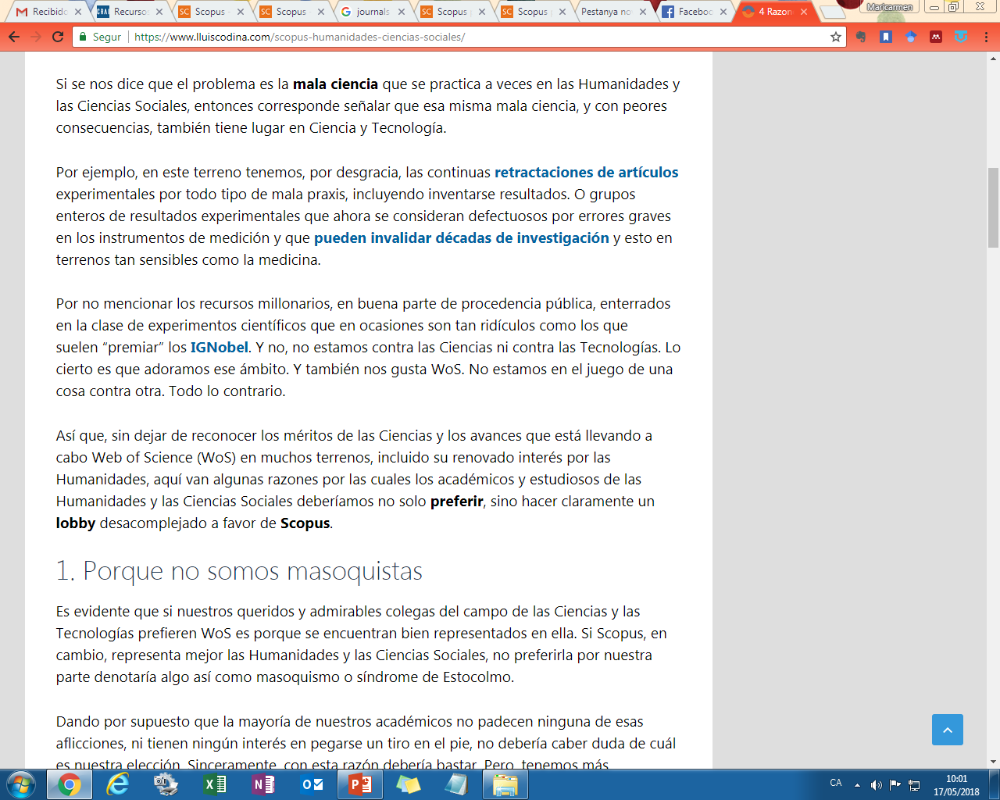 Recibido
Recursos
Scopus -
Scopus -
journals
Scopus
Scopus
Pestanya no
Faceboo
4 Razon
Maricarmen
Segur
https://www.lluiscodina.com/scopus-humanidades-ciencias-sociales/
Si se nos dice que el problema es la mala ciencia que se practica a veces en las Humanidades y
las Ciencias Sociales, entonces corresponde señalar que esa misma mala ciencia, y con peores
consecuencias, también tiene lugar en Ciencia y Tecnología.
Por ejemplo, en este terreno tenemos, por desgracia, las continuas retractaciones de artículos
experimentales por todo tipo de mala praxis, incluyendo inventarse resultados. O grupos
enteros de resultados experimentales que ahora se consideran defectuosos por errores graves
en los instrumentos de medición y que pueden invalidar décadas de investigación y esto en
terrenos tan sensibles como la medicina.
Por no mencionar los recursos millonarios, en buena parte de procedencia pública, enterrados
en la clase de experimentos científicos que en ocasiones son tan ridículos como los que
suelen “premiar” los IGNobel. Y no, no estamos contra las Ciencias ni contra las Tecnologías. Lo
cierto es que adoramos ese ámbito. Y también nos gusta WoS. No estamos en el juego de una
cosa contra otra. Todo lo contrario.
Así que, sin dejar de reconocer los méritos de las Ciencias y los avances que está llevando a
cabo Web of Science (WoS) en muchos terrenos, incluido su renovado interés por las
Humanidades, aquí van algunas razones por las cuales los académicos y estudiosos de las
Humanidades y las Ciencias Sociales deberíamos no solo preferir, sino hacer claramente un
lobby desacomplejado a favor de Scopus.
1. Porque no somos masoquistas
Es evidente que si nuestros queridos y admirables colegas del campo de las Ciencias y las
Tecnologías prefieren WoS es porque se encuentran bien representados en ella. Si Scopus, en
cambio, representa mejor las Humanidades y las Ciencias Sociales, no preferirla por nuestra
parte denotaría algo así como masoquismo o síndrome de Estocolmo.
Dando por supuesto que la mayoría de nuestros académicos no padecen ninguna de esas
aflicciones, ni tienen ningún interés en pegarse un tiro en el pie, no debería caber duda de cuál
es nuestra elección. Sinceramente, con esta razón debería bastar. Pero, tenemos más
CA
10:01
17/05/2018